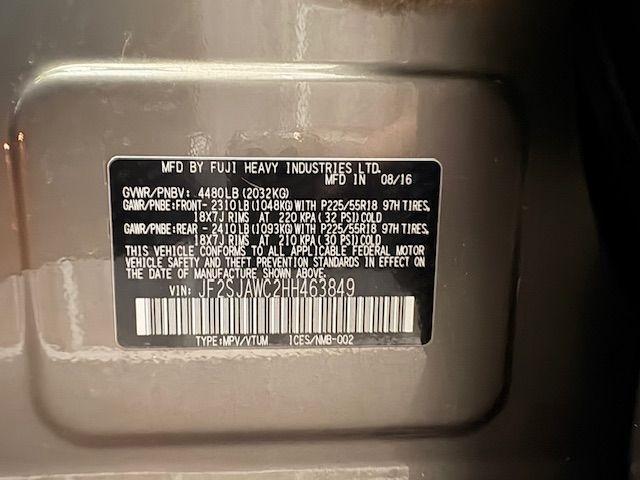 MFD BY FUJI HEAVY INDUSTRIES LTD.
MFD IN 08/16
GVWR/PNBV: 4480LB(2032KG)
GAWR/PNBE:FRONT- 2310LB(1048KG)WITH P225/55R18 97H TIRES,
18X7J RIMS AT 220 KPA(32 PSI)COLD
GAWR/PNBE:REAR - 2410LB(1093KG)WITH P225/55R18 97H TIRES,
18X7J RIMS AT 210 KPA(30 PSI)COLD
THIS VEHICLE CONFORMS TO ALL APPLICABLE FEDERAL MOTOR
VEHICLE SAFETY AND THEFT PREVENTION STANDARDS IN EFFECT
ON THE DATE OF MANUFACTURE SHOWN ABOVE.
VIN: JF2SJAWC2HH463849
TYPE:MPV/VTUM ICES/NMB-002